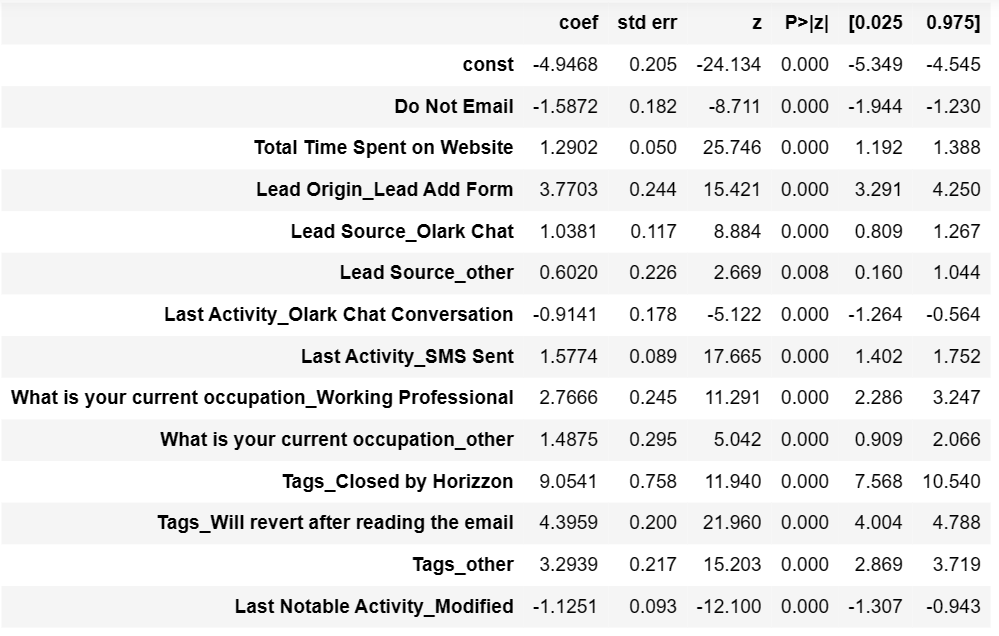 coef std err z P>|z| [0.025 0.975]
const -4.9468 0.205 -24.134 0.000 -5.349 -4.545
Do Not Email -1.5872 0.182 -8.711 0.000 -1.944 -1.230
Total Time Spent on Website 1.2902 0.050 25.746 0.000 1.192 1.388
Lead Origin_Lead Add Form 3.7703 0.244 15.421 0.000 3.291 4.250
Lead Source_Olark Chat 1.0381 0.117 8.884 0.000 0.809 1.267
Lead Source_other 0.6020 0.226 2.669 0.008 0.160 1.044
Last Activity_Olark Chat Conversation -0.9141 0.178 -5.122 0.000 -1.264 -0.564
Last Activity_SMS Sent 1.5774 0.089 17.665 0.000 1.402 1.752
What is your current occupation_Working Professional 2.7666 0.245 11.291 0.000 2.286 3.247
What is your current occupation_other 1.4875 0.295 5.042 0.000 0.909 2.066
Tags_Closed by Horizzon 9.0541 0.758 11.940 0.000 7.568 10.540
Tags_Will revert after reading the email 4.3959 0.200 21.960 0.000 4.004 4.788
Tags_other 3.2939 0.217 15.203 0.000 2.869 3.719
Last Notable Activity_Modified -1.1251 0.093 -12.100 0.000 -1.307 -0.943